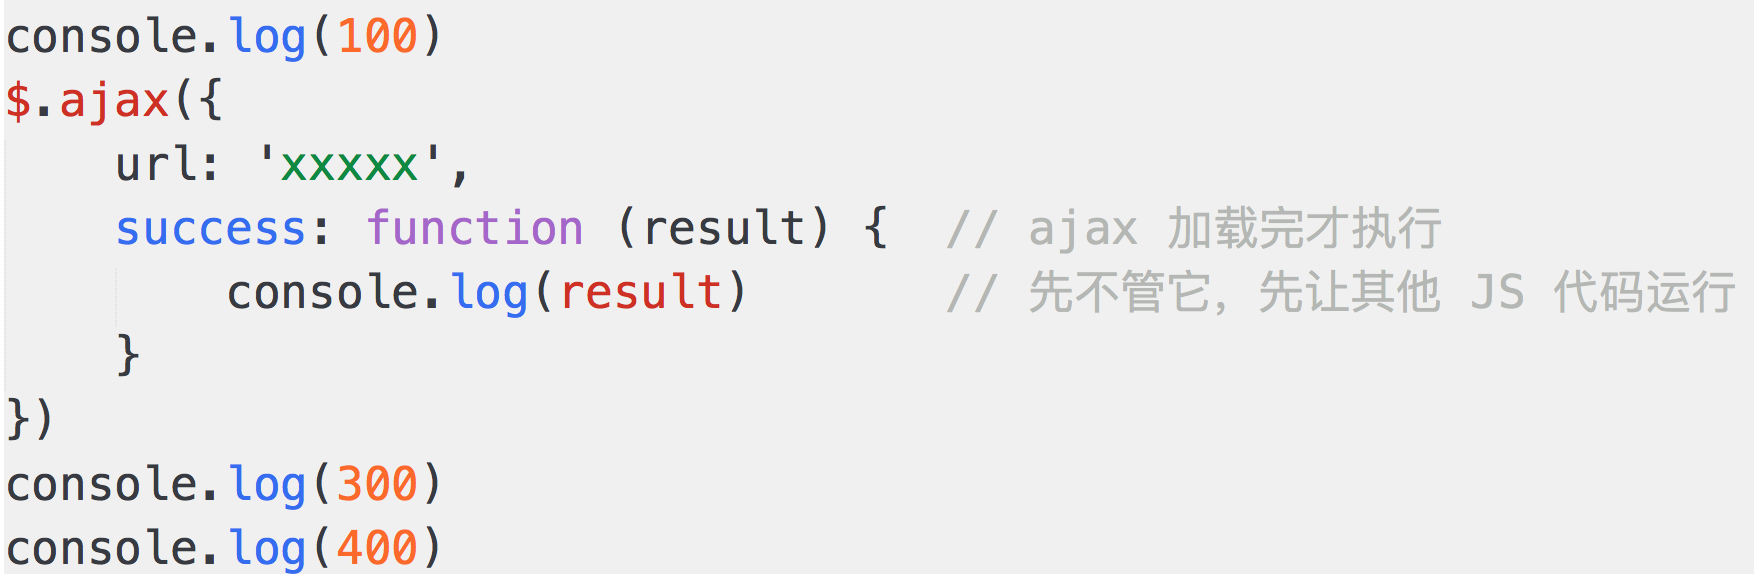 console.log(100)
$.ajax({
    url: 'xxxxx',
    success: function (result) {  // ajax 加载完才执行
        console.log(result)       // 先不管它，先让其他 JS 代码运行
    }
})
console.log(300)
console.log(400)